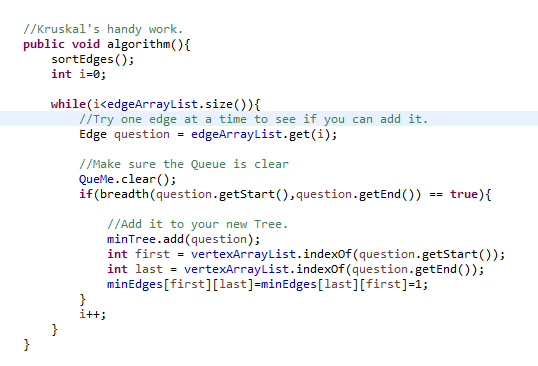 //Kruskal's handy work.
public void algorithm(){
sortEdges();
int i=0;
while(i<edgeArrayList.size()){
//Try one edge at a time to see if you can add it.
Edge question = edgeArrayList.get(i);
//Make sure the Queue is clear
QueMe.clear();
if(breadth(question.getStart(),question.getEnd()) == true){
//Add it to your new Tree.
minTree.add(question);
int first = vertexArrayList.indexOf(question.getStart());
int last = vertexArrayList.indexOf(question.getEnd());
minEdges[first][last]=minEdges[last][first]=1;
}
i++;
}
}